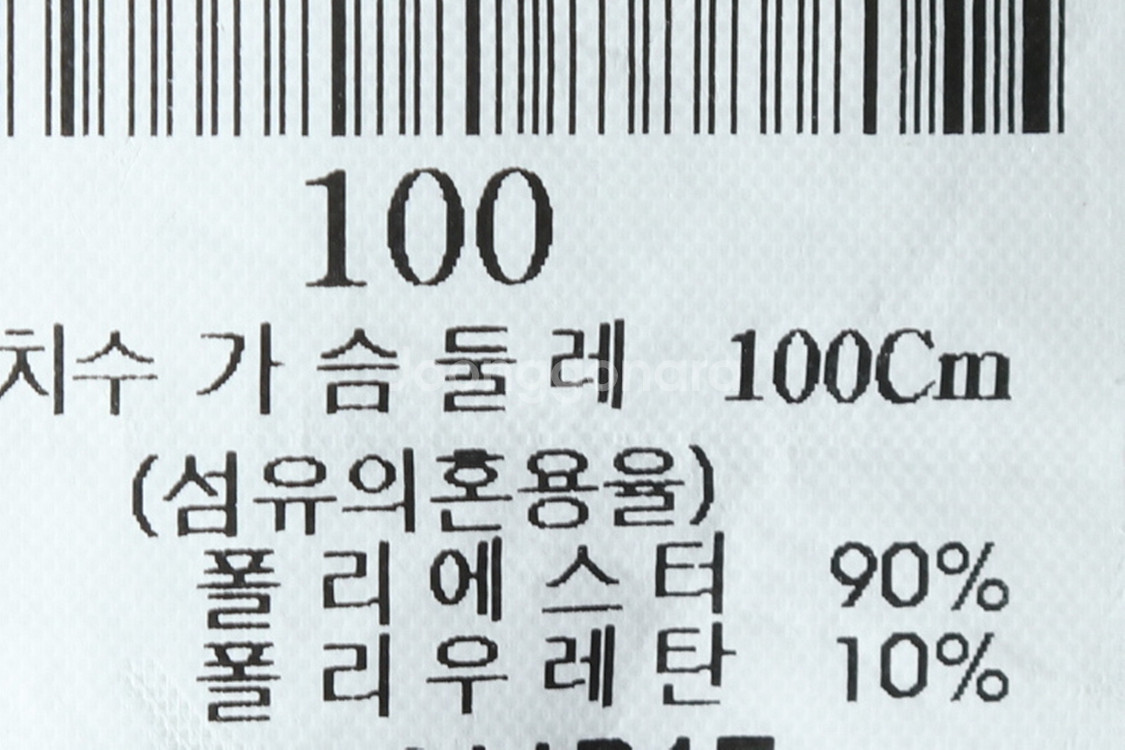 100
치수 가슴둘레 100Cm
(섬유의혼용율)
폴리에스터 90%
폴리우레탄 10%